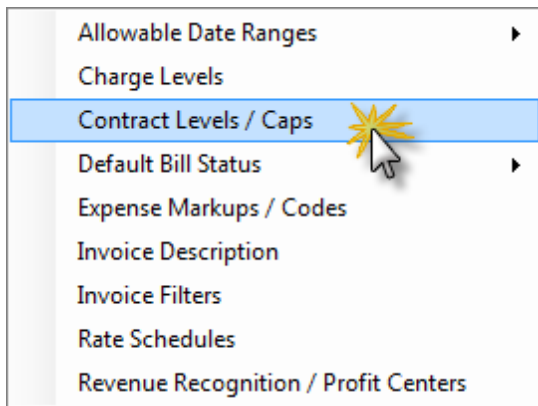 Allowable Date Ranges
Charge Levels
Contract Levels / Caps
Default Bill Status
Expense Markups / Codes
Invoice Description
Invoice Filters
Rate Schedules
Revenue Recognition / Profit Centers